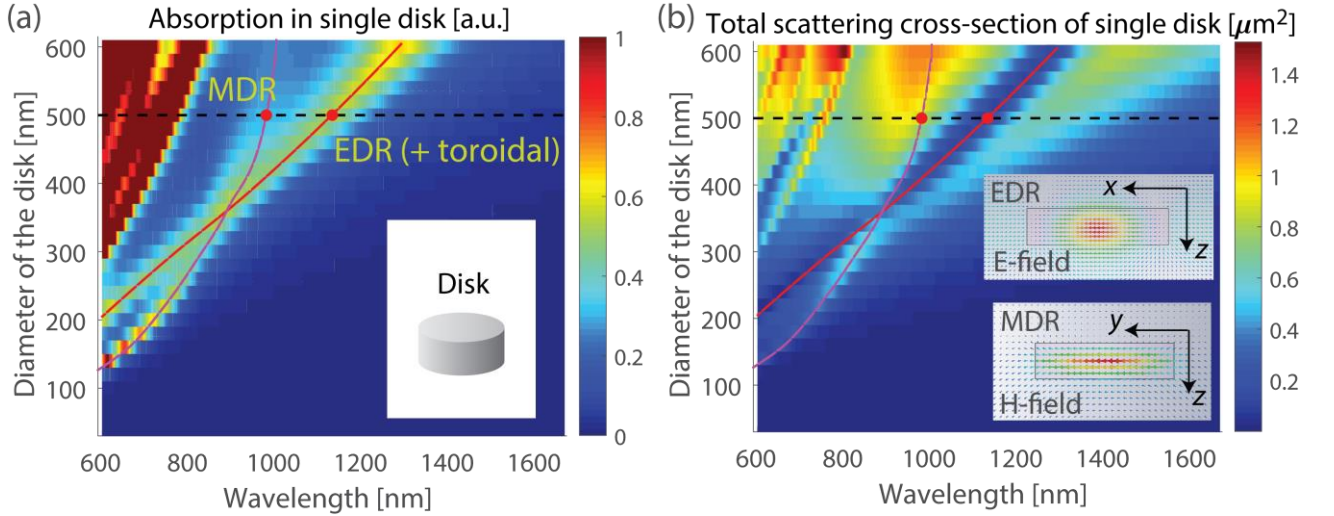 (a)
Absorption in single disk [a.u.]
Diameter of the disk [nm]
600
500
400
300
200
100
MDR
EDR (+ toroidal)
Disk
600 800 1000 1200 1400 1600
Wavelength [nm]
1
0.8
0.6
0.4
0.2
0
(b)
Total scattering cross-section of single disk [μm²]
Diameter of the disk [nm]
600
500
400
300
200
100
EDR
x
z
E-field
MDR
y
z
H-field
600 800 1000 1200 1400 1600
Wavelength [nm]
1.4
1.2
1
0.8
0.6
0.4
0.2